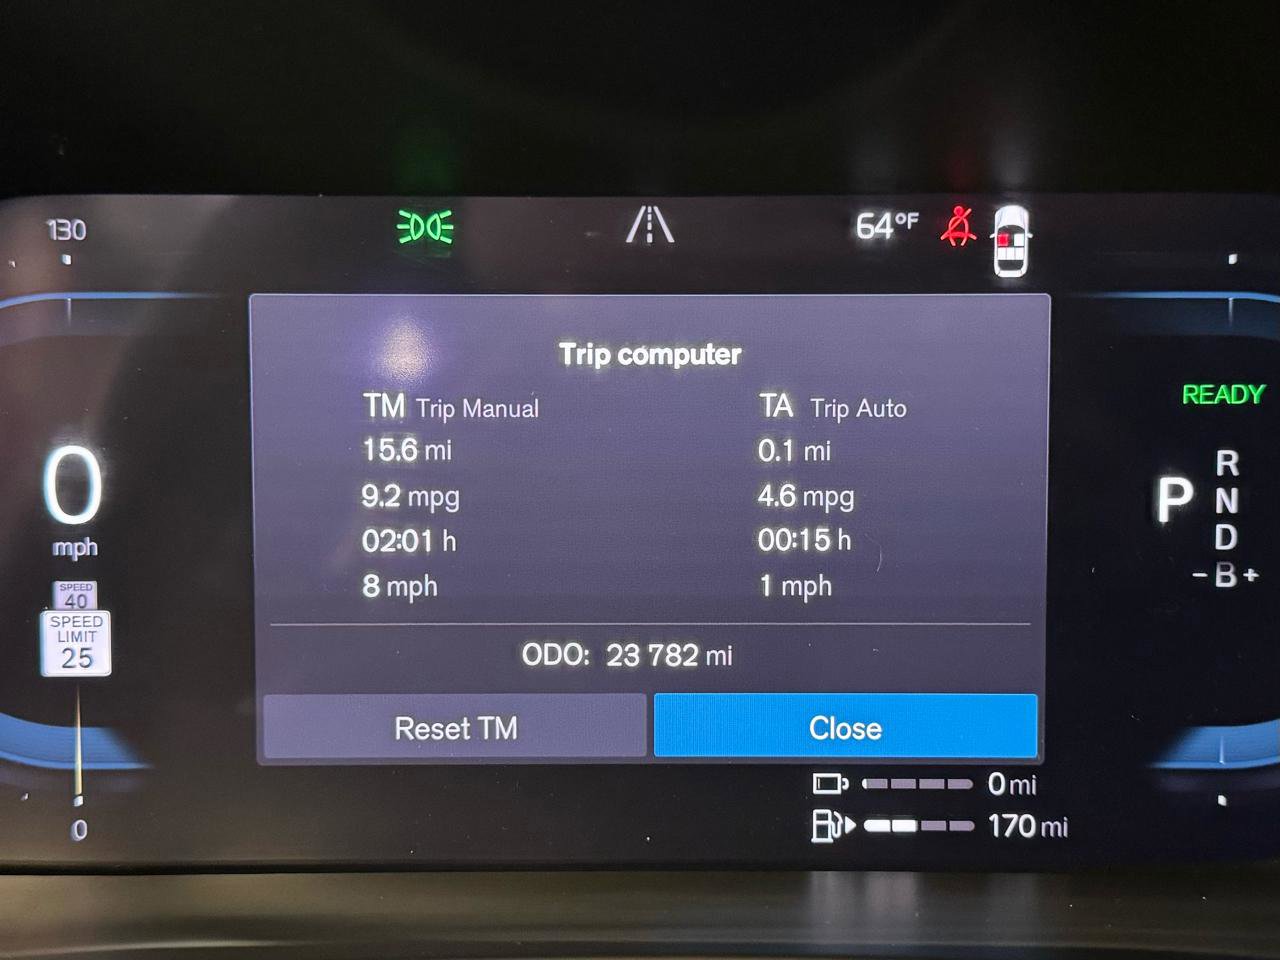 130
64°F
Trip computer
TM Trip Manual
TA Trip Auto
15.6 mi
0.1 mi
9.2 mpg
4.6 mpg
02:01 h
00:15 h
8 mph
1 mph
ODO: 23 782 mi
Reset TM
Close
0
mph
SPEED
40
SPEED
LIMIT
25
0
READY
P
R
N
D
- B +
0 mi
170 mi